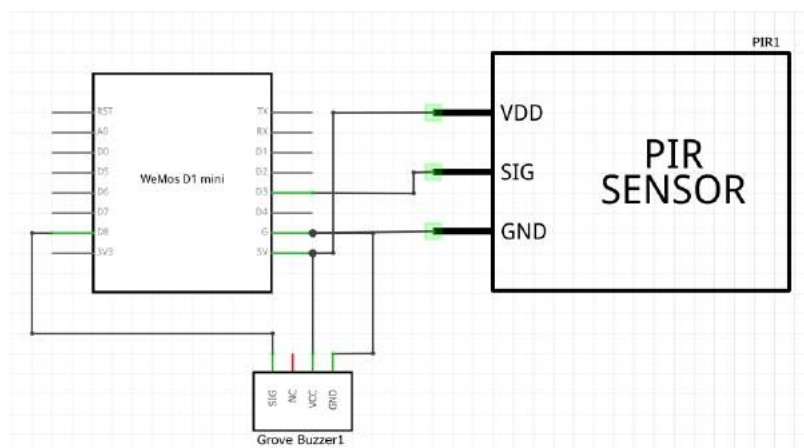 PIR1
RST
A0
D0
D5
D6
D7
D8
3V3
WeMos D1 mini
TX
RX
D1
D2
D3
D4
G
5V
VDD
SIG
GND
PIR
SENSOR
SIG
NC
VCC
GND
Grove Buzzer1